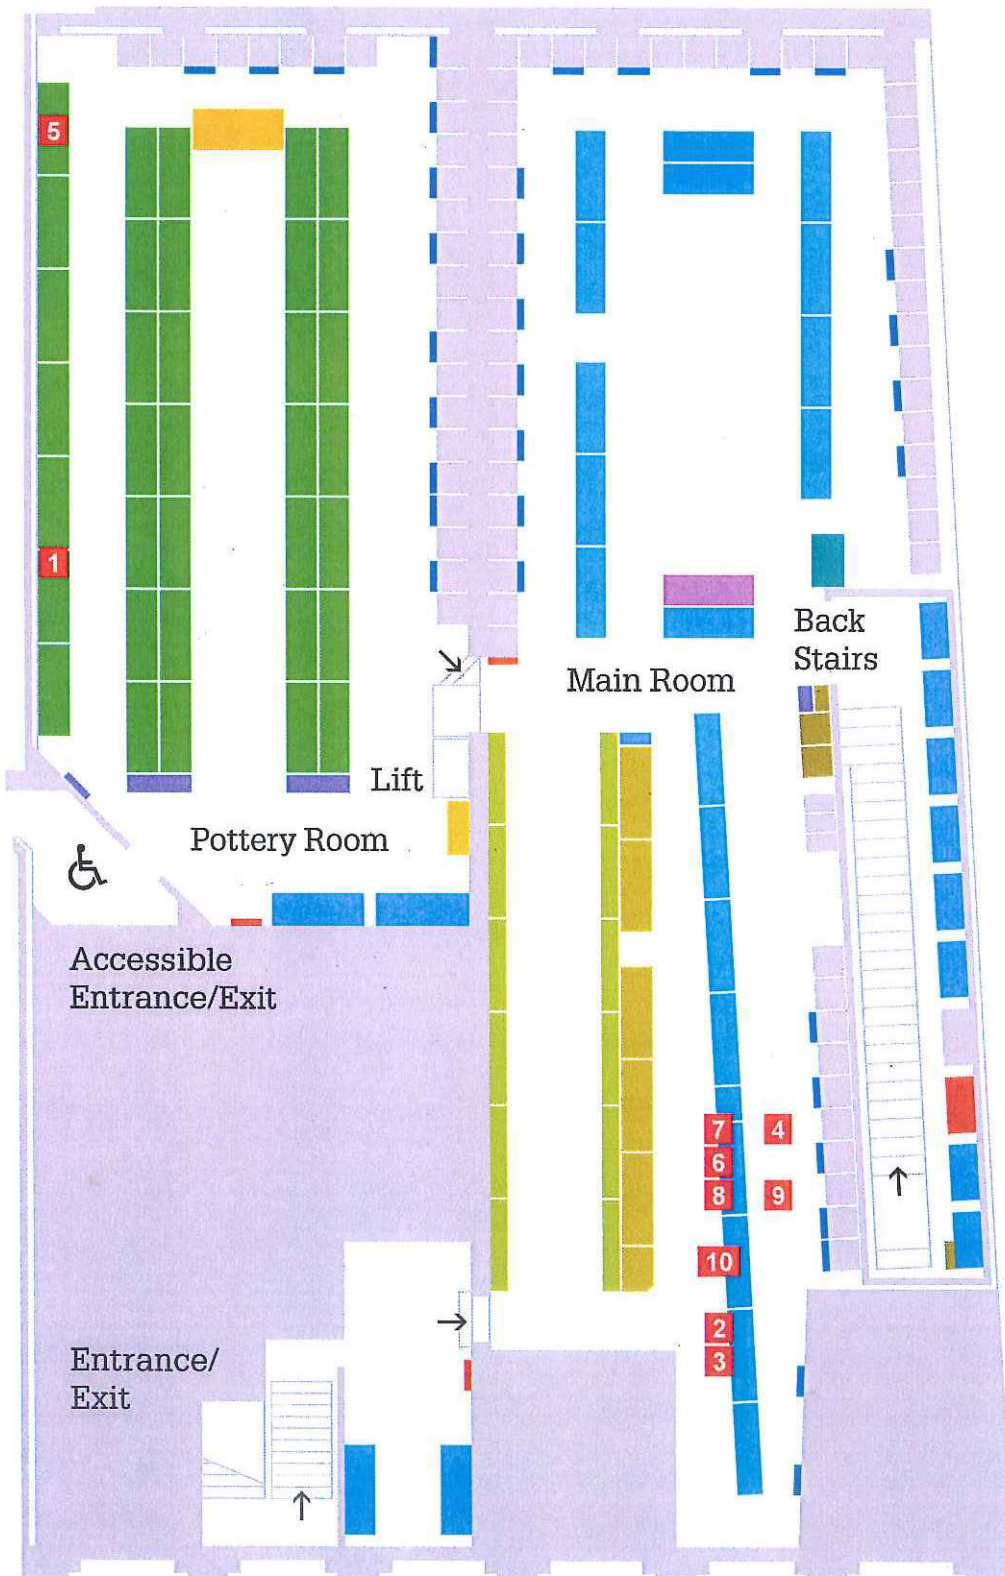 5
1
Back
Stairs
Main Room
Lift
Pottery Room
Accessible
Entrance/Exit
7 4
6
8 9
10
2
3
Entrance/
Exit